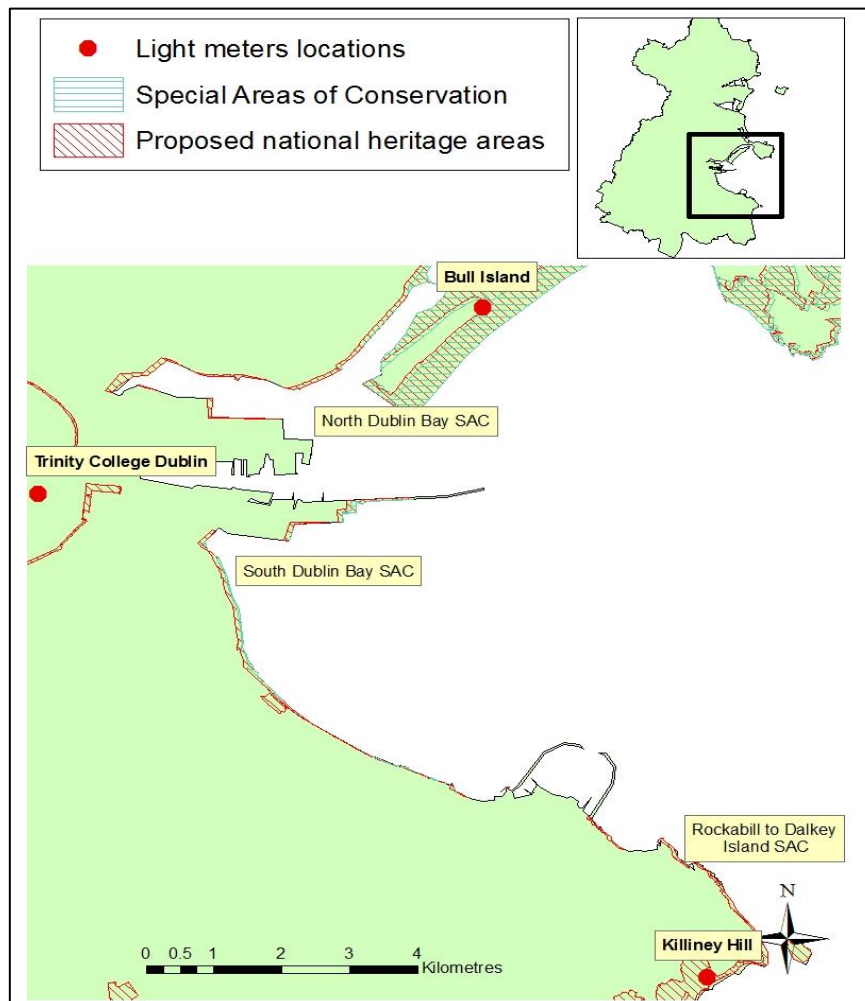 Light meters locations
Special Areas of Conservation
Proposed national heritage areas
Bull Island
North Dublin Bay SAC
Trinity College Dublin
South Dublin Bay SAC
Rockabill to Dalkey
Island SAC
N
Killiney Hill
0 0.5 1 2 3 4
Kilometres